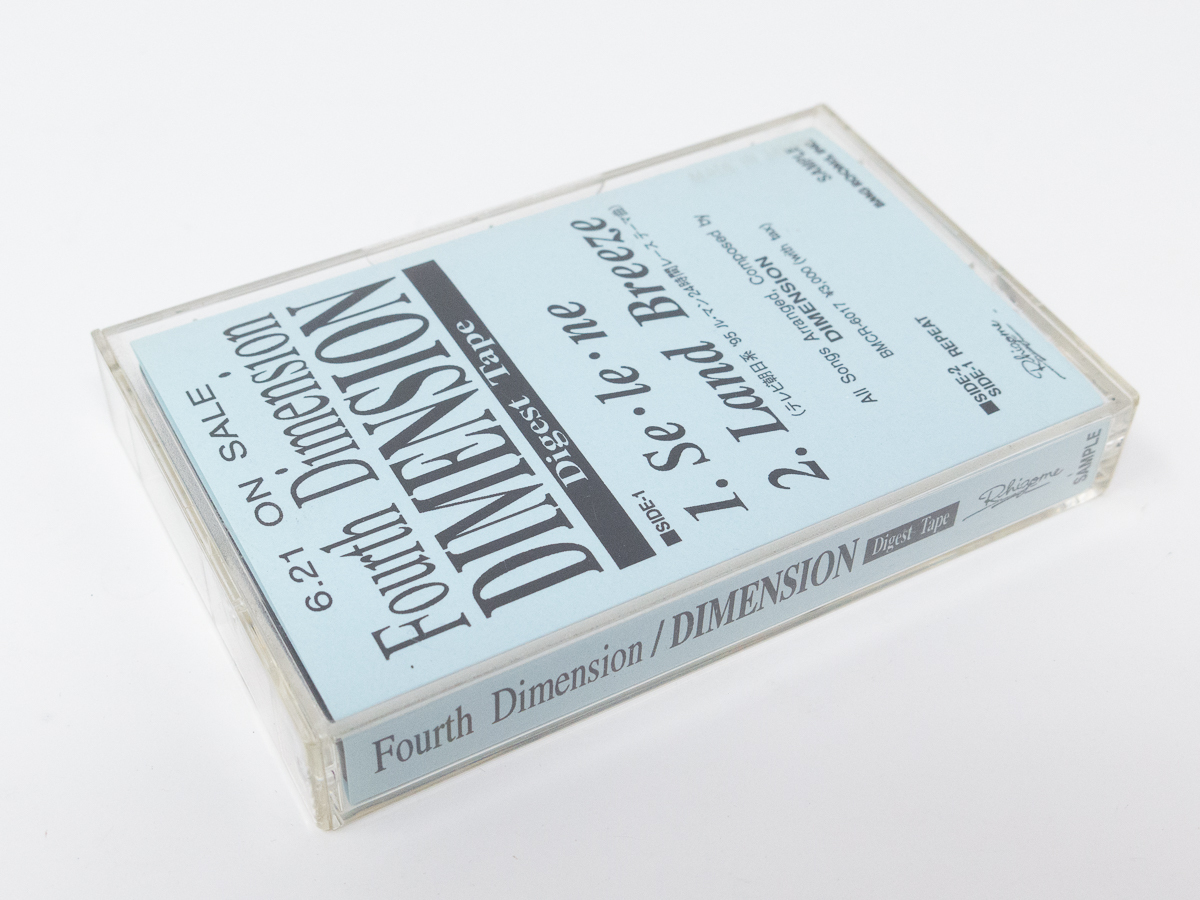 6.21 ON SALE
Fourth Dimension
DIMENSION
Digest Tape
■SIDE-1
1. Se・le・ne
2. Land Breeze
(テレビ朝日系 '95 ル・マン24時間レース テーマ曲)
All Songs Arranged, Composed by
DIMENSION
BMCR-6017 ¥3,000 (with tax)
■SIDE-2
SIDE-1 REPEAT
Rhizome
SAMPLE
BMG ROOMS, INC.
Fourth Dimension / DIMENSION Digest Tape Rhizome SAMPLE